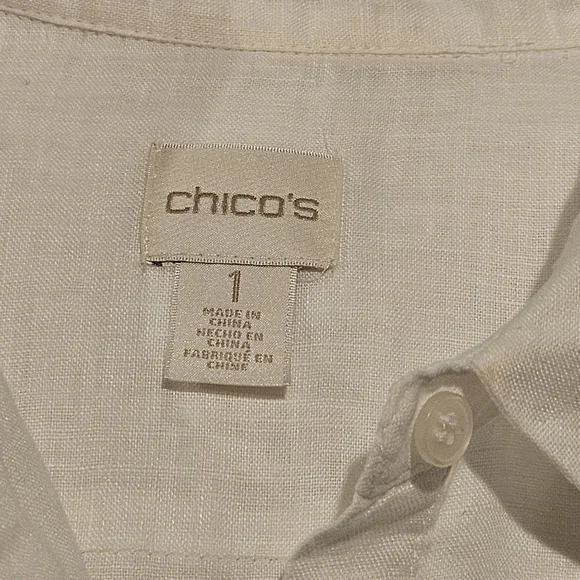 chico's
1
MADE IN
CHINA
HECHO EN
CHINA
FABRIQUÉ EN
CHINE